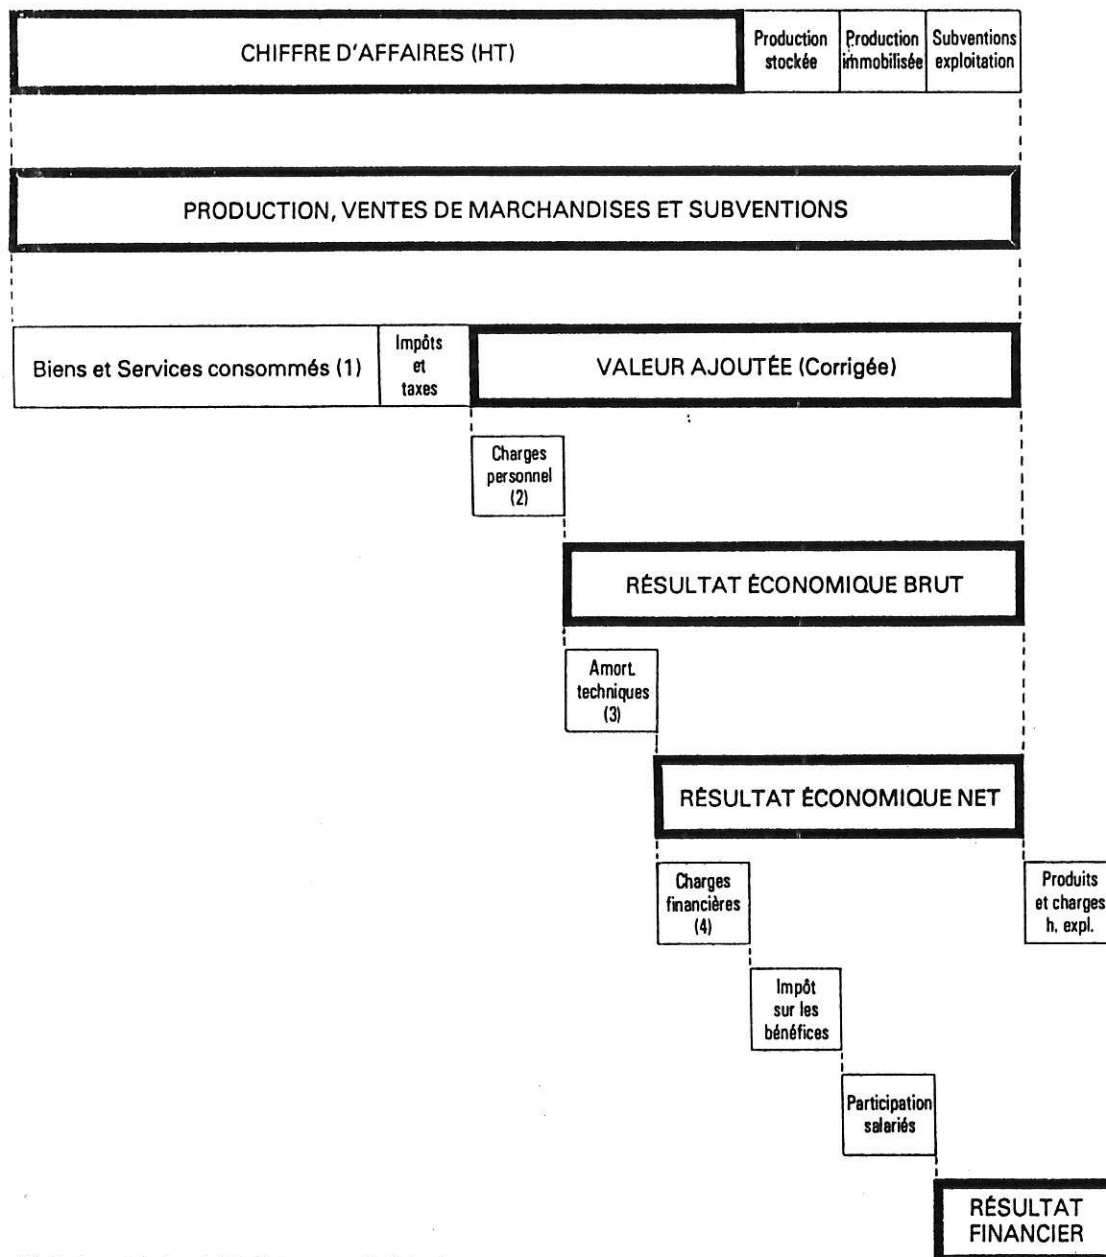 CHIFFRE D'AFFAIRES (HT)
Production
stockée
Production
immobilisée
Subventions
exploitation
PRODUCTION, VENTES DE MARCHANDISES ET SUBVENTIONS
Biens et Services consommés (1)
Impôts
et
taxes
VALEUR AJOUTÉE (Corrigée)
Charges
personnel
(2)
RÉSULTAT ÉCONOMIQUE BRUT
Amort.
techniques
(3)
RÉSULTAT ÉCONOMIQUE NET
Charges
financières
(4)
Produits
et charges
h. expl.
Impôt
sur les
bénéfices
Participation
salariés
RÉSULTAT
FINANCIER